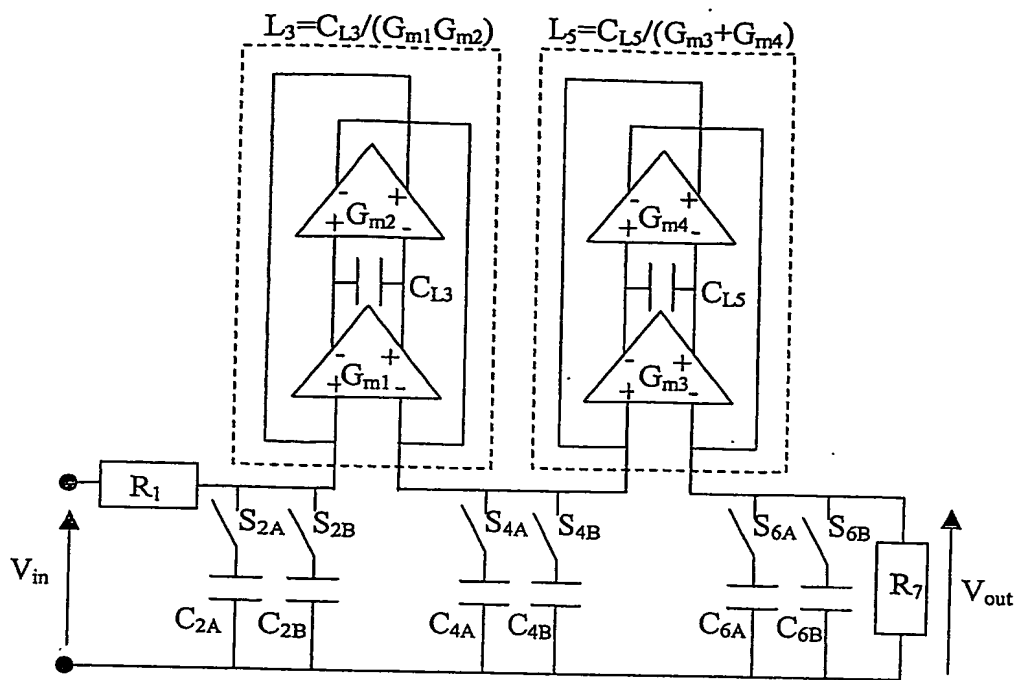 L3=CL3/(Gm1Gm2)
L5=CL5/(Gm3+Gm4)
- +
Gm2
+ -
- +
Gm4
+ -
CL3
CL5
- +
Gm1
+ -
- +
Gm3
+ -
R1
S2A
S2B
S4A
S4B
S6A
S6B
Vin
R7
Vout
C2A
C2B
C4A
C4B
C6A
C6B